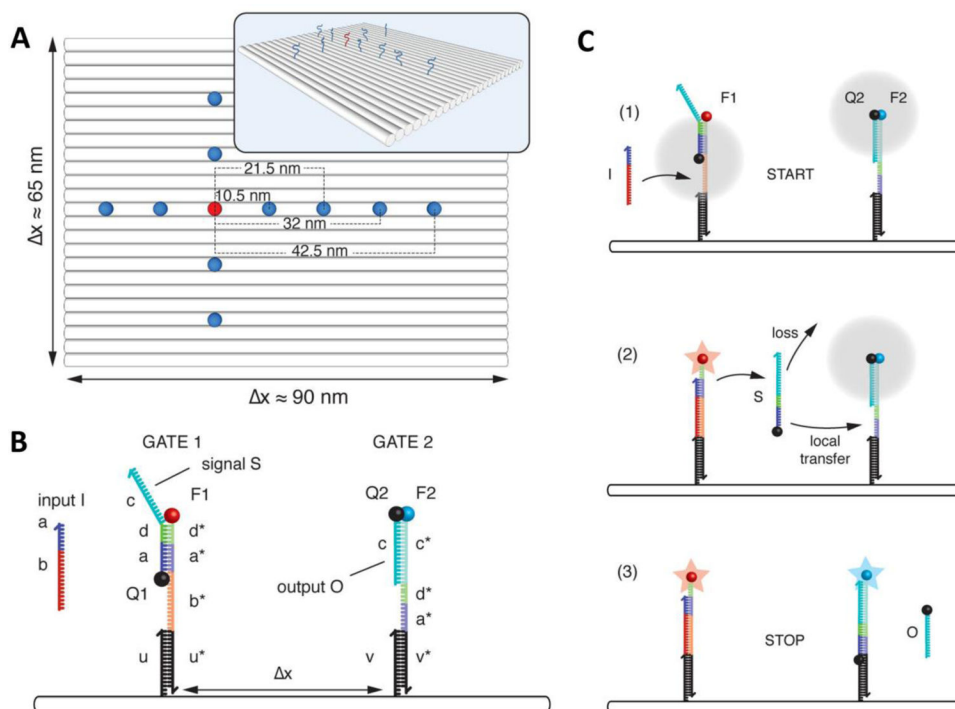 A
Δx ≈ 65 nm
21.5 nm
10.5 nm
32 nm
42.5 nm
Δx ≈ 90 nm
B
GATE 1
GATE 2
signal S
input I
a
b
c
F1
d
d*
a
a*
Q1
b*
u
u*
Δx
Q2
F2
c
c*
output O
d*
a*
v
v*
C
(1)
F1
Q2
F2
I
START
(2)
loss
S
local
transfer
(3)
STOP
O